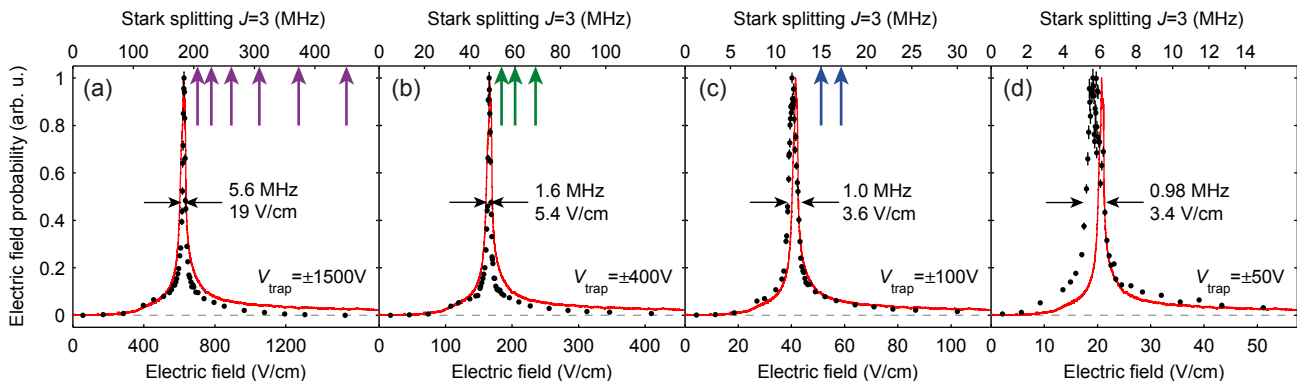 Stark splitting J=3 (MHz) Stark splitting J=3 (MHz) Stark splitting J=3 (MHz) Stark splitting J=3 (MHz)
0 100 200 300 400 0 20 40 60 80 100 0 5 10 15 20 25 30 0 2 4 6 8 10 12 14
Electric field probability (arb. u.)
1
0.8
0.6
0.4
0.2
0
(a) (b) (c) (d)
5.6 MHz
19 V/cm
1.6 MHz
5.4 V/cm
1.0 MHz
3.6 V/cm
0.98 MHz
3.4 V/cm
Vtrap=±1500V Vtrap=±400V Vtrap=±100V Vtrap=±50V
0 400 800 1200 0 100 200 300 400 0 20 40 60 80 100 0 10 20 30 40 50
Electric field (V/cm) Electric field (V/cm) Electric field (V/cm) Electric field (V/cm)